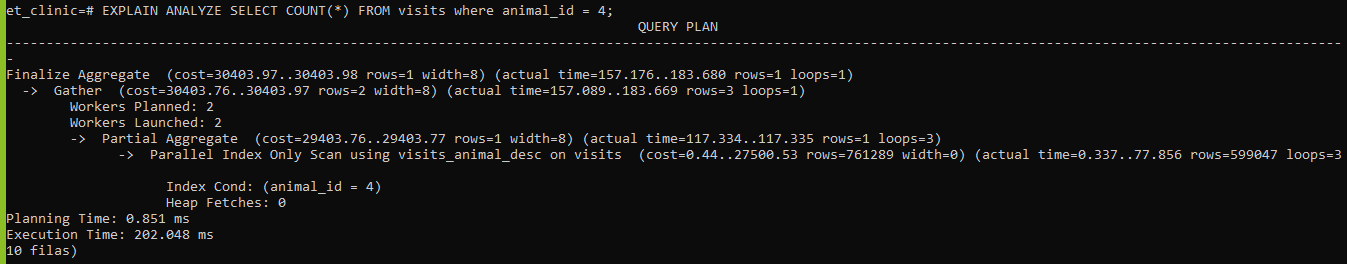 et_clinic=# EXPLAIN ANALYZE SELECT COUNT(*) FROM visits where animal_id = 4;
QUERY PLAN
--------------------------------------------------------------------------------------------------------------------------------------------------------------------
-
Finalize Aggregate  (cost=30403.97..30403.98 rows=1 width=8) (actual time=157.176..183.680 rows=1 loops=1)
  ->  Gather  (cost=30403.76..30403.97 rows=2 width=8) (actual time=157.089..183.669 rows=3 loops=1)
        Workers Planned: 2
        Workers Launched: 2
        ->  Partial Aggregate  (cost=29403.76..29403.77 rows=1 width=8) (actual time=117.334..117.335 rows=1 loops=3)
              ->  Parallel Index Only Scan using visits_animal_desc on visits  (cost=0.44..27500.53 rows=761289 width=0) (actual time=0.337..77.856 rows=599047 loops=3
                    Index Cond: (animal_id = 4)
                    Heap Fetches: 0
Planning Time: 0.851 ms
Execution Time: 202.048 ms
10 filas)